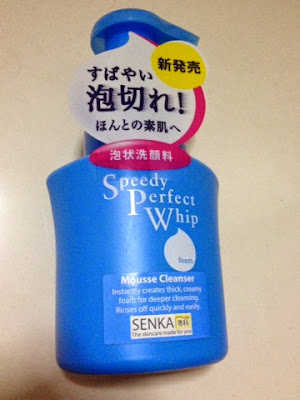 新発売
すばやい
泡切れ!
ほんとの素肌へ
泡状洗顔料
Speedy
Perfect
Whip
foam
Mousse Cleanser
Instantly creates thick, creamy
foam for deeper cleansing.
Rinses off quickly and easily.
SENKA 専科
The skincare made for you